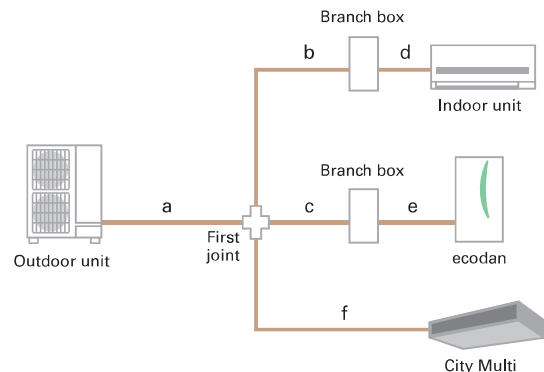 Branch box
b
d
Indoor unit
Branch box
a
c
e
First
joint
Outdoor unit
ecodan
f
City Multi